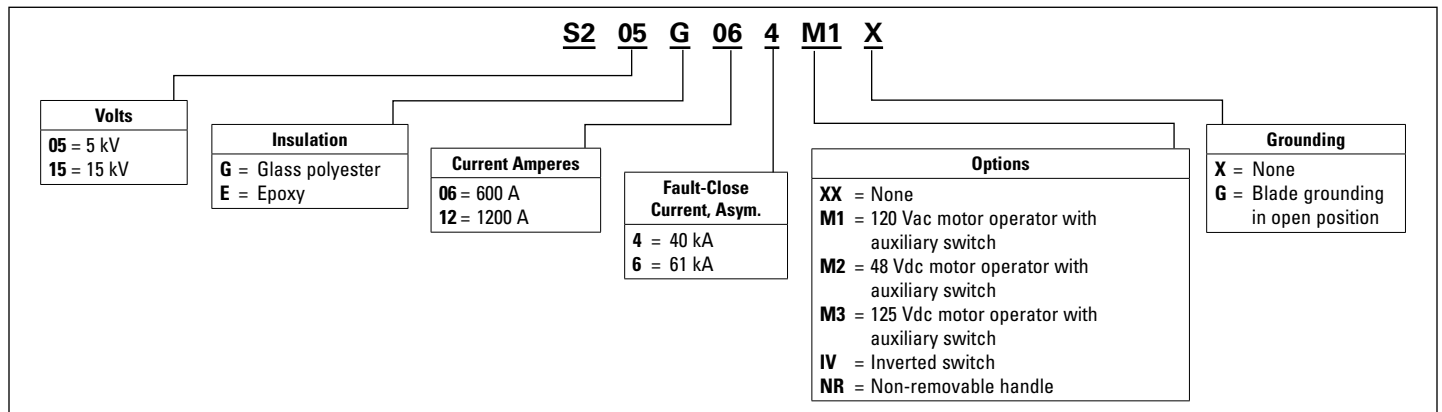 S2 05 G 06 4 M1 X
Volts
05 = 5 kV
15 = 15 kV
Insulation
G = Glass polyester
E = Epoxy
Current Amperes
06 = 600 A
12 = 1200 A
Fault-Close
Current, Asym.
4 = 40 kA
6 = 61 kA
Options
XX = None
M1 = 120 Vac motor operator with
auxiliary switch
M2 = 48 Vdc motor operator with
auxiliary switch
M3 = 125 Vdc motor operator with
auxiliary switch
IV = Inverted switch
NR = Non-removable handle
Grounding
X = None
G = Blade grounding
in open position